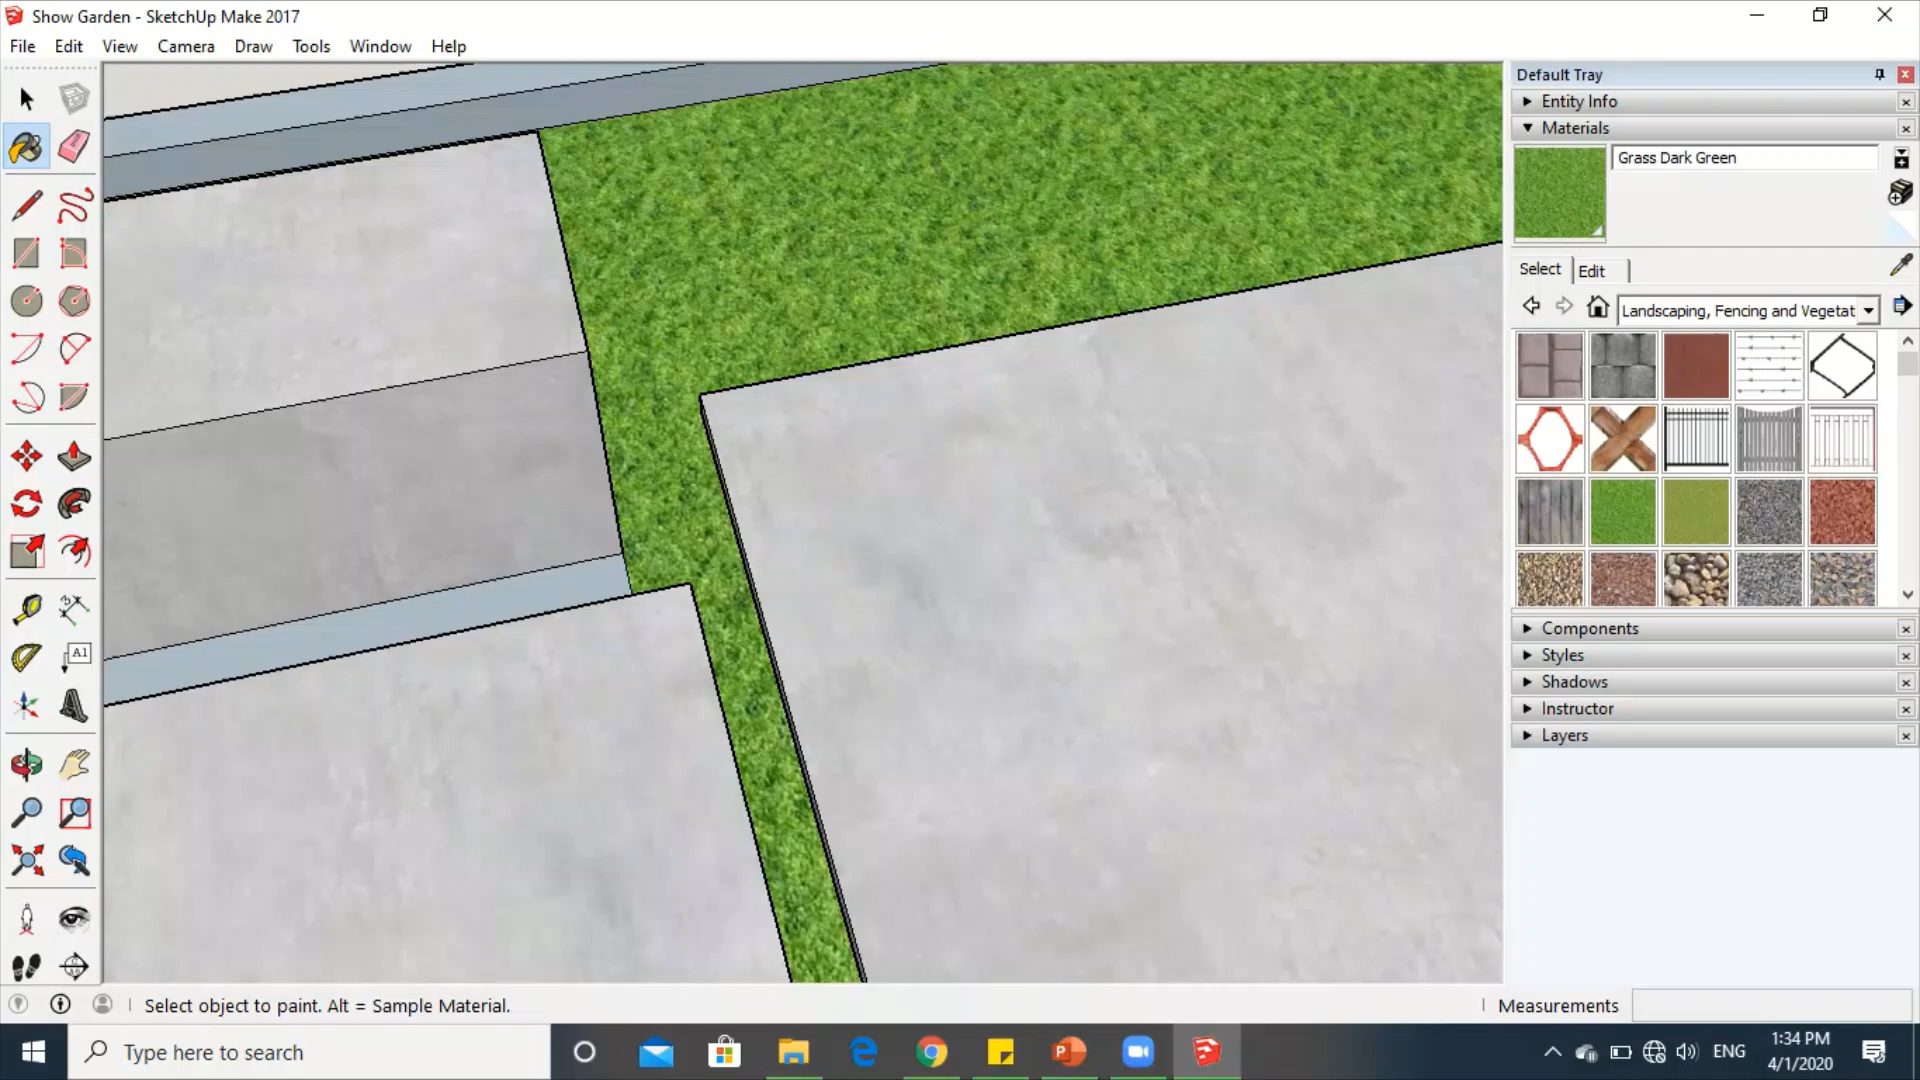 Show Garden - SketchUp Make 2017
File Edit View Camera Draw Tools Window Help
Default Tray
Entity Info
Materials
Grass Dark Green
Select Edit
Landscaping, Fencing and Vegetat
Components
Styles
Shadows
Instructor
Layers
A1
Select object to paint. Alt = Sample Material.
Measurements
Type here to search
ENG
1:34 PM
4/1/2020